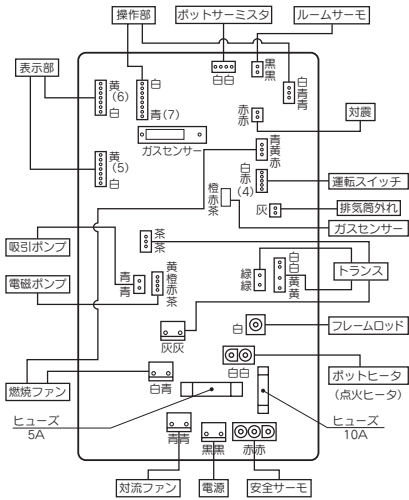 操作部
ポットサーミスタ
ルームサーモ
表示部
黄
(6)
白
白
青(7)
白白
黒
黒
白
青
青
赤
赤
対震
ガスセンサー
黄
(5)
白
青
黄
赤
白
赤
(4)
運転スイッチ
橙
赤
茶
灰
排気筒外れ
ガスセンサー
茶
茶
吸引ポンプ
電磁ポンプ
青
青
黄
橙
赤
茶
緑
緑
白
白
黄
黄
トランス
灰灰
白
フレームロッド
白白
ポットヒータ
(点火ヒータ)
燃焼ファン
白青
ヒューズ
5A
ヒューズ
10A
青青
黒黒
赤赤
対流ファン
電源
安全サーモ